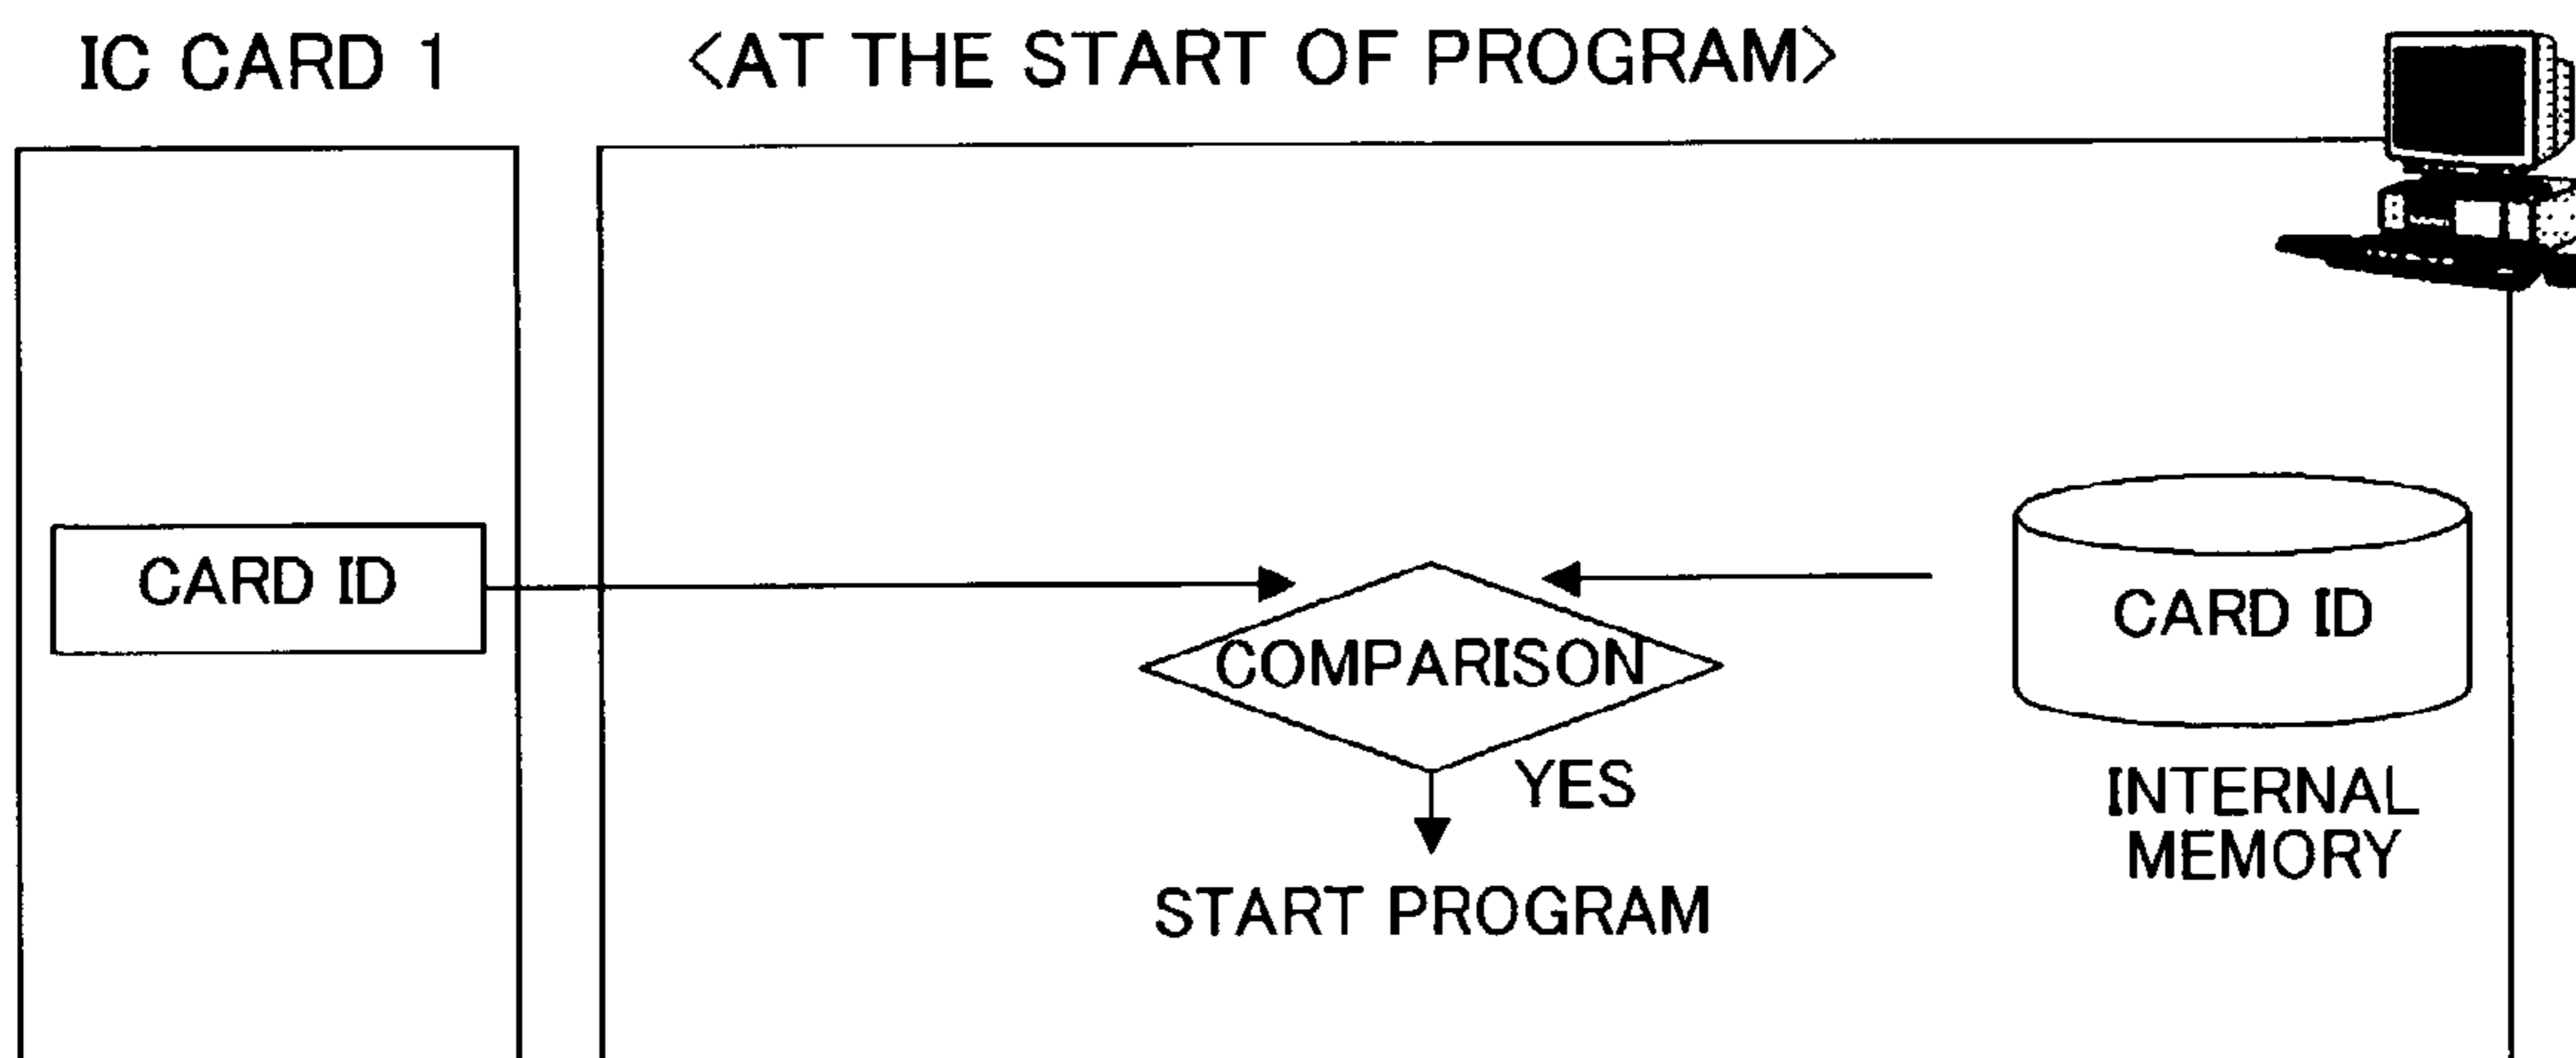 IC CARD 1
<AT THE START OF PROGRAM>
CARD ID
COMPARISON
CARD ID
YES
INTERNAL
MEMORY
START PROGRAM